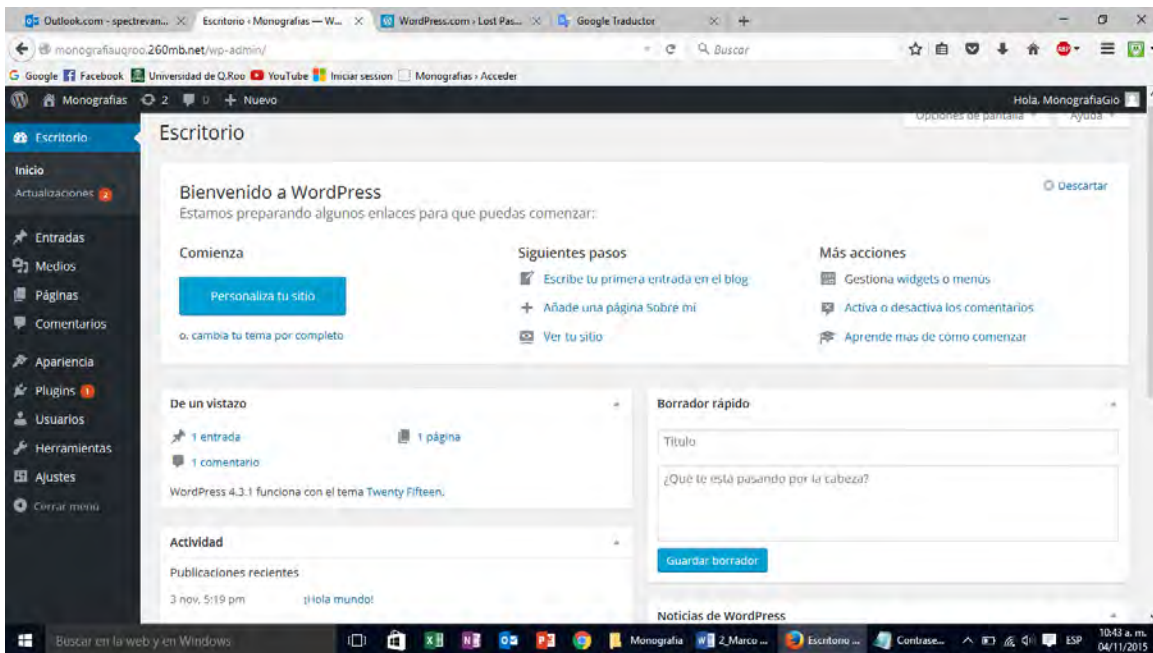 Outlook.com - spectrevan...
Escritorio ‹ Monografias — W...
WordPress.com › Lost Pas...
Google Traductor
monografiauqroo.260mb.net/wp-admin/
Buscar
Google
Facebook
Universidad de Q.Roo
YouTube
Iniciar session
Monografias › Acceder
Monografias
2
0
Nuevo
Hola, MonografiaGio
Escritorio
Inicio
Actualizaciones 2
Entradas
Medios
Páginas
Comentarios
Apariencia
Plugins 1
Usuarios
Herramientas
Ajustes
Cerrar menú
Escritorio
Opciones de pantalla
Ayuda
Bienvenido a WordPress
Descartar
Estamos preparando algunos enlaces para que puedas comenzar:
Comienza
Personaliza tu sitio
o, cambia tu tema por completo
Siguientes pasos
Escribe tu primera entrada en el blog
Añade una página Sobre mí
Ver tu sitio
Más acciones
Gestiona widgets o menús
Activa o desactiva los comentarios
Aprende más de como comenzar
De un vistazo
1 entrada
1 página
1 comentario
WordPress 4.3.1 funciona con el tema Twenty Fifteen.
Actividad
Publicaciones recientes
3 nov, 5:19 pm
¡Hola mundo!
Borrador rápido
Título
¿Qué te está pasando por la cabeza?
Guardar borrador
Noticias de WordPress
Buscar en la web y en Windows
Monografia
2_Marco ...
Escritorio ...
Contrase...
ESP
10:43 a. m.
04/11/2015